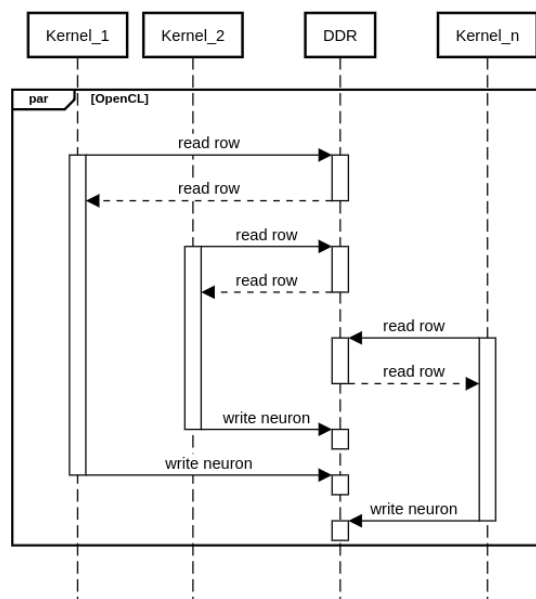 Kernel_1
Kernel_2
DDR
Kernel_n
par
[OpenCL]
read row
read row
read row
read row
read row
read row
write neuron
write neuron
write neuron